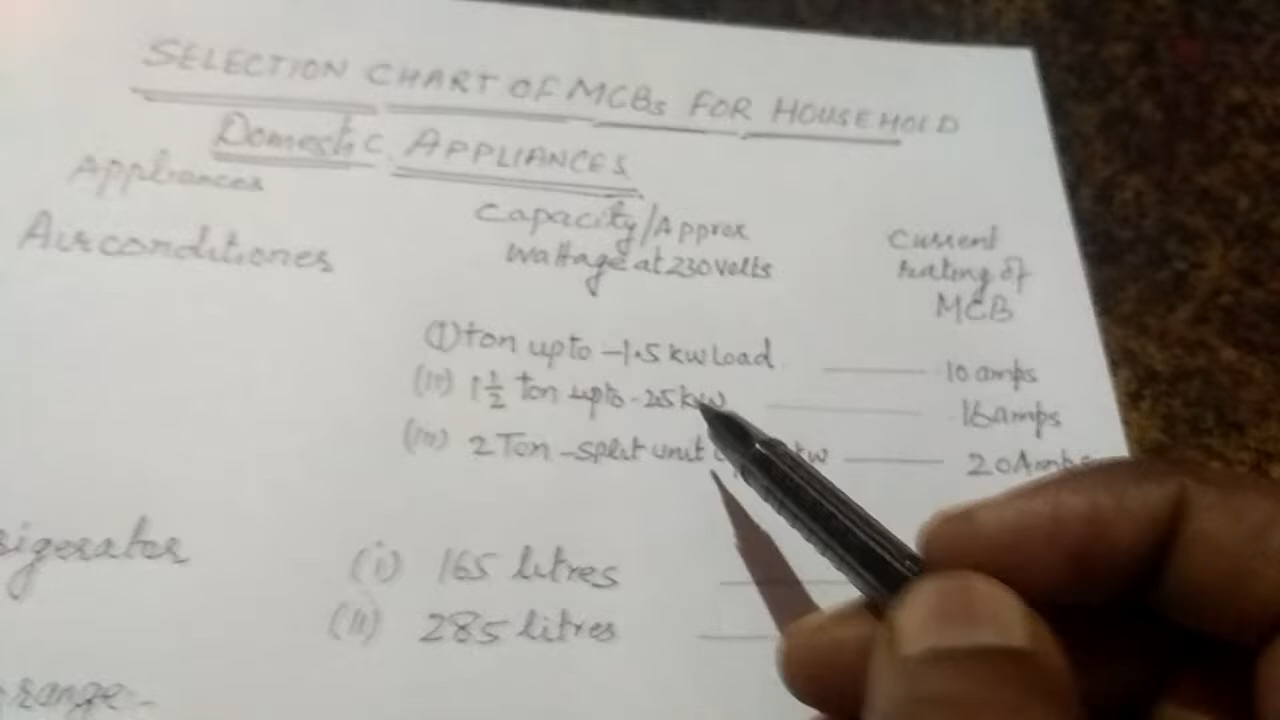 SELECTION CHART OF MCBs FOR HOUSEHOLD
Domestic APPLIANCES
Appliances
Capacity/Approx
wattage at 230 volts
Current
rating of
MCB
Airconditioners
(I) ton upto -1.5 kw Load —— 10 amps
(II) 1 1/2 Ton upto - 2.5 kw —— 16 amps
(III) 2 Ton - split unit kw —— 20 Amps
(i) 165 litres ——
(II) 285 litres ——
range:-